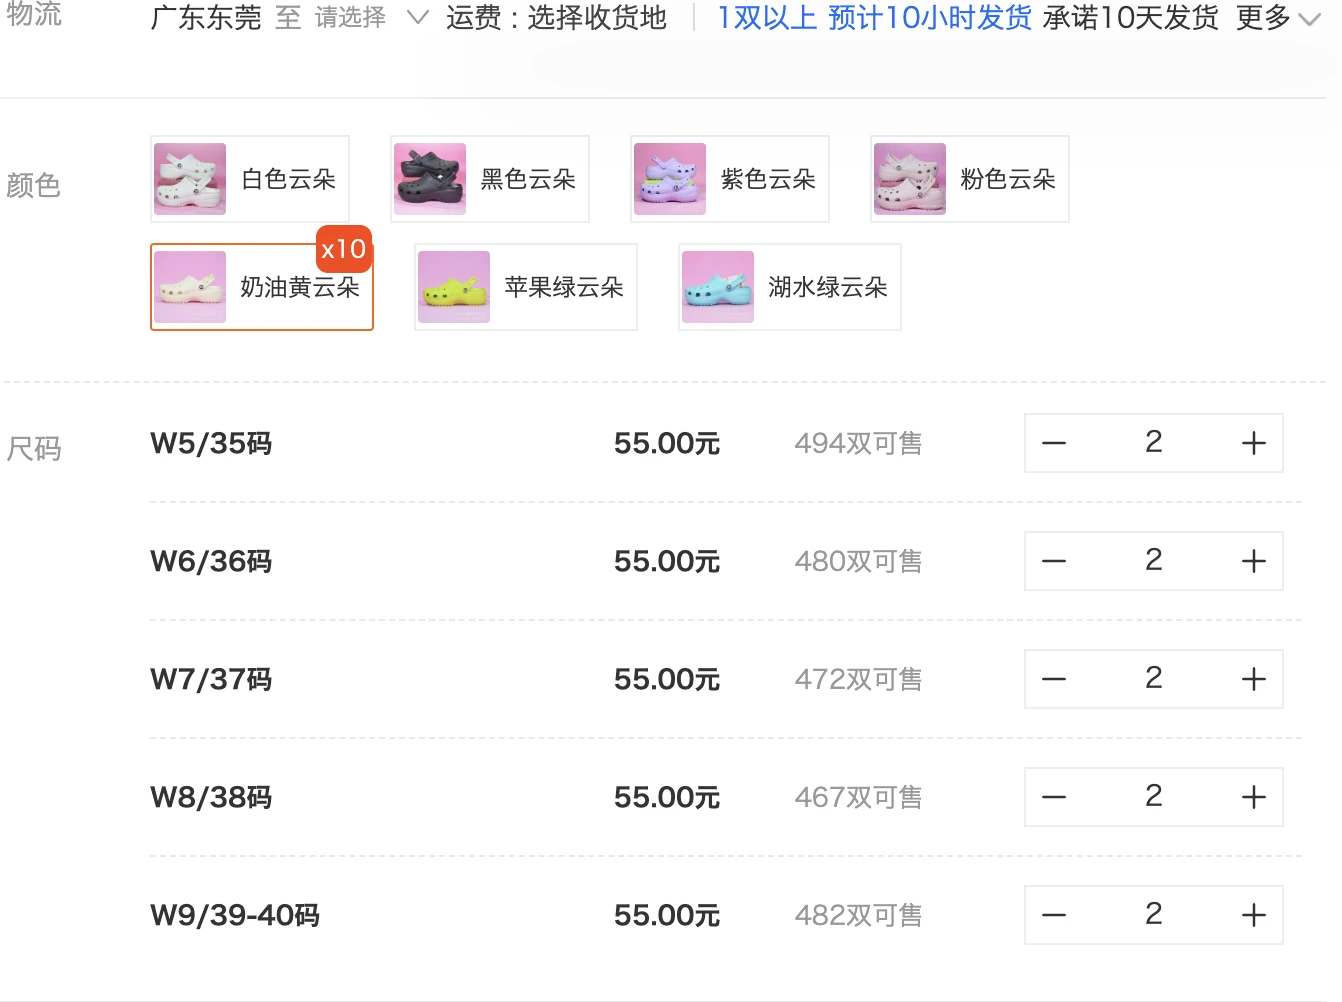 物流 广东东莞 至 请选择 运费：选择收货地 1双以上 预计10小时发货 承诺10天发货 更多
颜色 白色云朵 黑色云朵 紫色云朵 粉色云朵
x10
奶油黄云朵 苹果绿云朵 湖水绿云朵
尺码 W5/35码 55.00元 494双可售 — 2 +
W6/36码 55.00元 480双可售 — 2 +
W7/37码 55.00元 472双可售 — 2 +
W8/38码 55.00元 467双可售 — 2 +
W9/39-40码 55.00元 482双可售 — 2 +